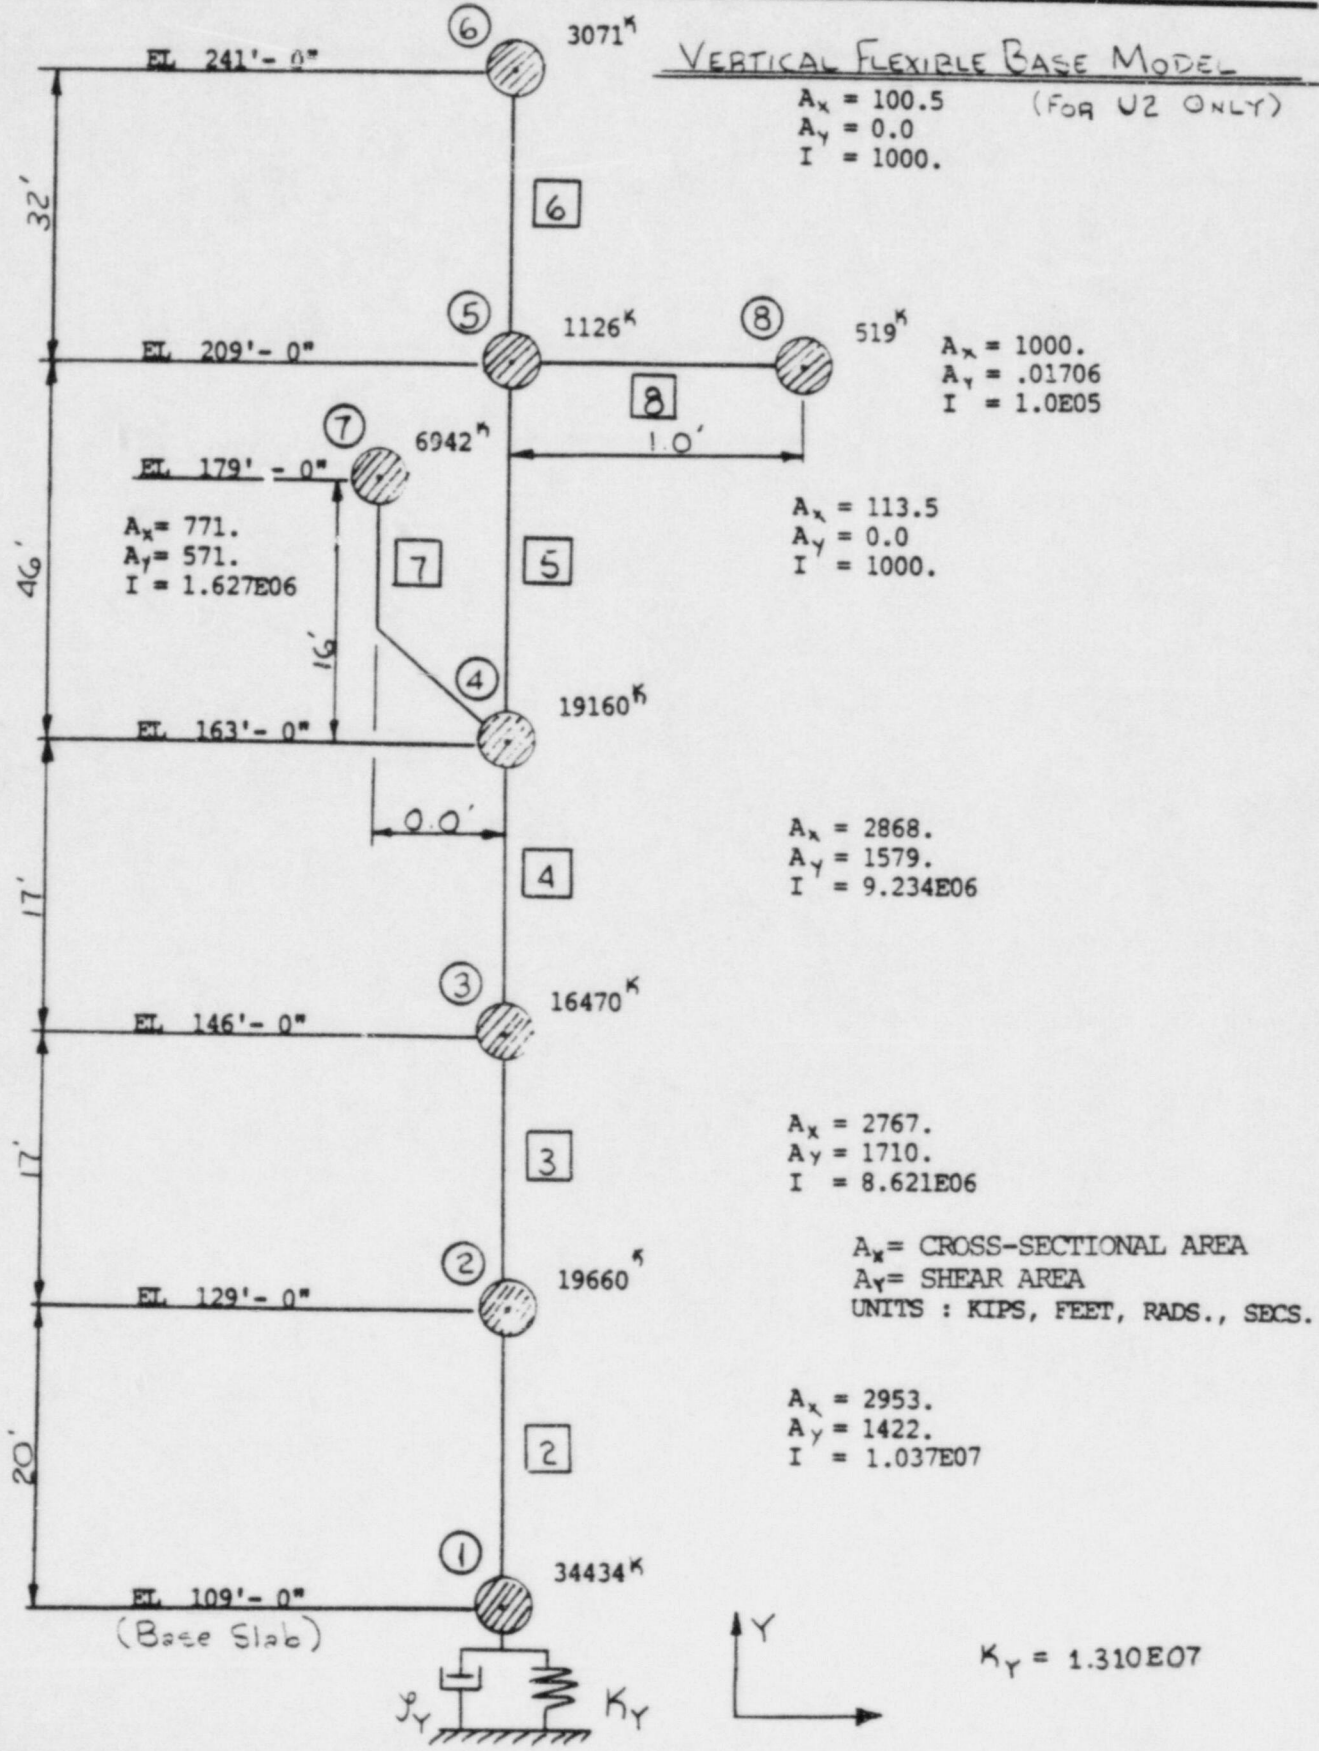 VERTICAL FLEXIBLE BASE MODEL
(FOR U2 ONLY)
6
3071K
EL 241'- 0"
Ax = 100.5
Ay = 0.0
I = 1000.
32'
6
5
1126K
8
519K
EL 209'- 0"
Ax = 1000.
Ay = .01706
I = 1.0E05
8
1.0'
7
6942K
EL 179'- 0"
Ax= 771.
Ay= 571.
I = 1.627E06
46'
7
5
Ax = 113.5
Ay = 0.0
I = 1000.
16'
4
19160K
EL 163'- 0"
0.0'
17'
4
Ax = 2868.
Ay = 1579.
I = 9.234E06
3
16470K
EL 146'- 0"
17'
3
Ax = 2767.
Ay = 1710.
I = 8.621E06
Ax= CROSS-SECTIONAL AREA
Ay= SHEAR AREA
UNITS : KIPS, FEET, RADS., SECS.
2
19660K
EL 129'- 0"
20'
2
Ax = 2953.
Ay = 1422.
I = 1.037E07
1
34434K
EL 109'- 0"
(Base Slab)
Y
KY = 1.310E07
KY